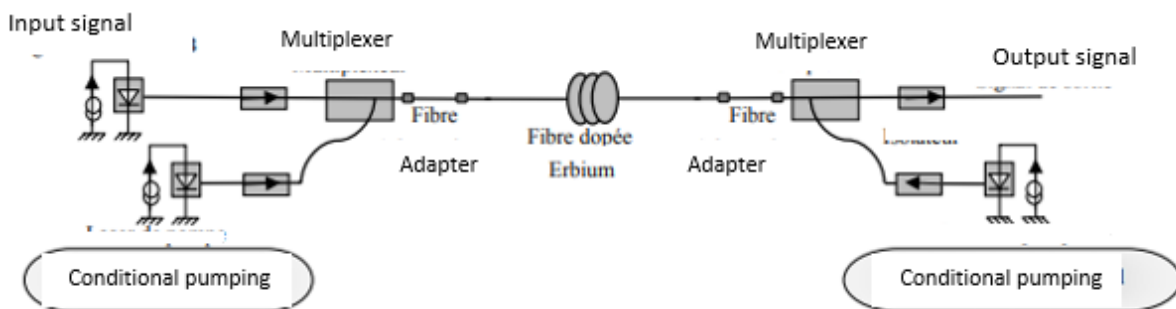 Input signal
Multiplexer
Multiplexer
Output signal
Fibre
Adapter
Fibre dopée
Erbium
Fibre
Adapter
Conditional pumping
Conditional pumping